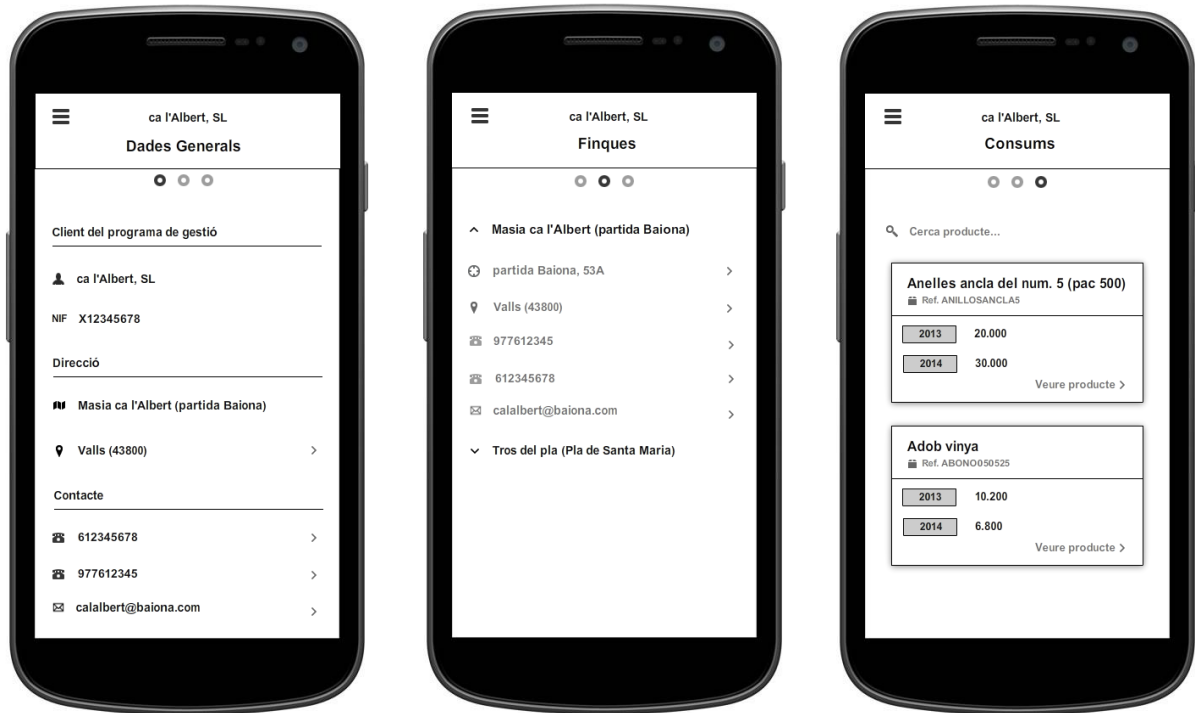 ca l'Albert, SL
Dades Generals
Client del programa de gestió
ca l'Albert, SL
NIF X12345678
Direcció
Masia ca l'Albert (partida Baiona)
Valls (43800)
Contacte
612345678
977612345
calalbert@baiona.com
ca l'Albert, SL
Finques
Masia ca l'Albert (partida Baiona)
partida Baiona, 53A
Valls (43800)
977612345
612345678
calalbert@baiona.com
Tros del pla (Pla de Santa Maria)
ca l'Albert, SL
Consums
Cerca producte...
Anelles ancla del num. 5 (pac 500)
Ref. ANILLOSANCLA5
2013 20.000
2014 30.000
Veure producte
Adob vinya
Ref. ABONO050525
2013 10.200
2014 6.800
Veure producte